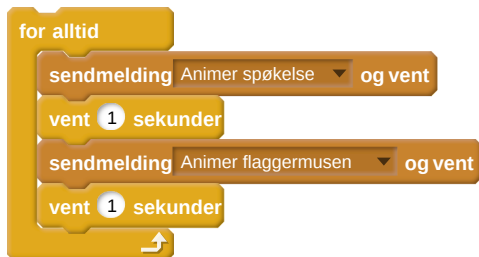 for alltid
sendmelding Animer spøkelse og vent
vent 1 sekunder
sendmelding Animer flaggermusen og vent
vent 1 sekunder